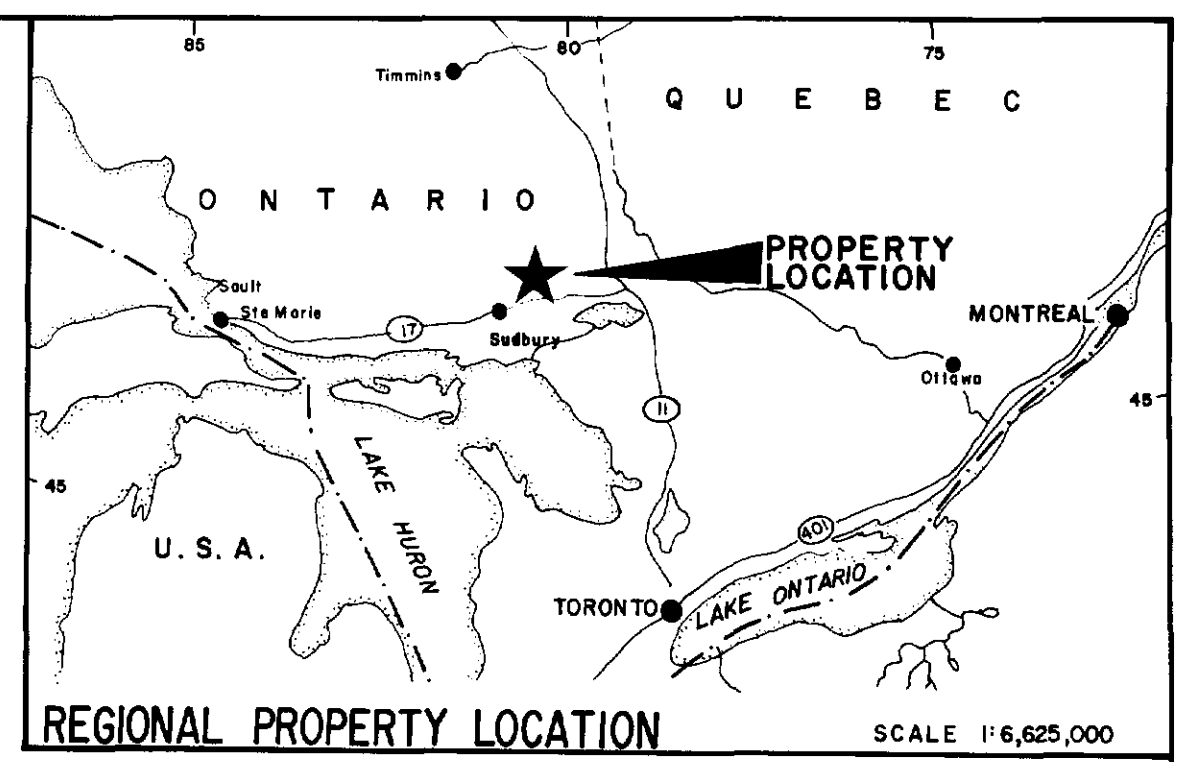 85
80
75
Timmins
Q U E B E C
O N T A R I O
PROPERTY
LOCATION
Sault
Ste Marie
17
Sudbury
MONTREAL
Ottawa
11
45
45
LAKE HURON
U. S. A.
401
TORONTO
LAKE ONTARIO
REGIONAL PROPERTY LOCATION
SCALE 1:6,625,000